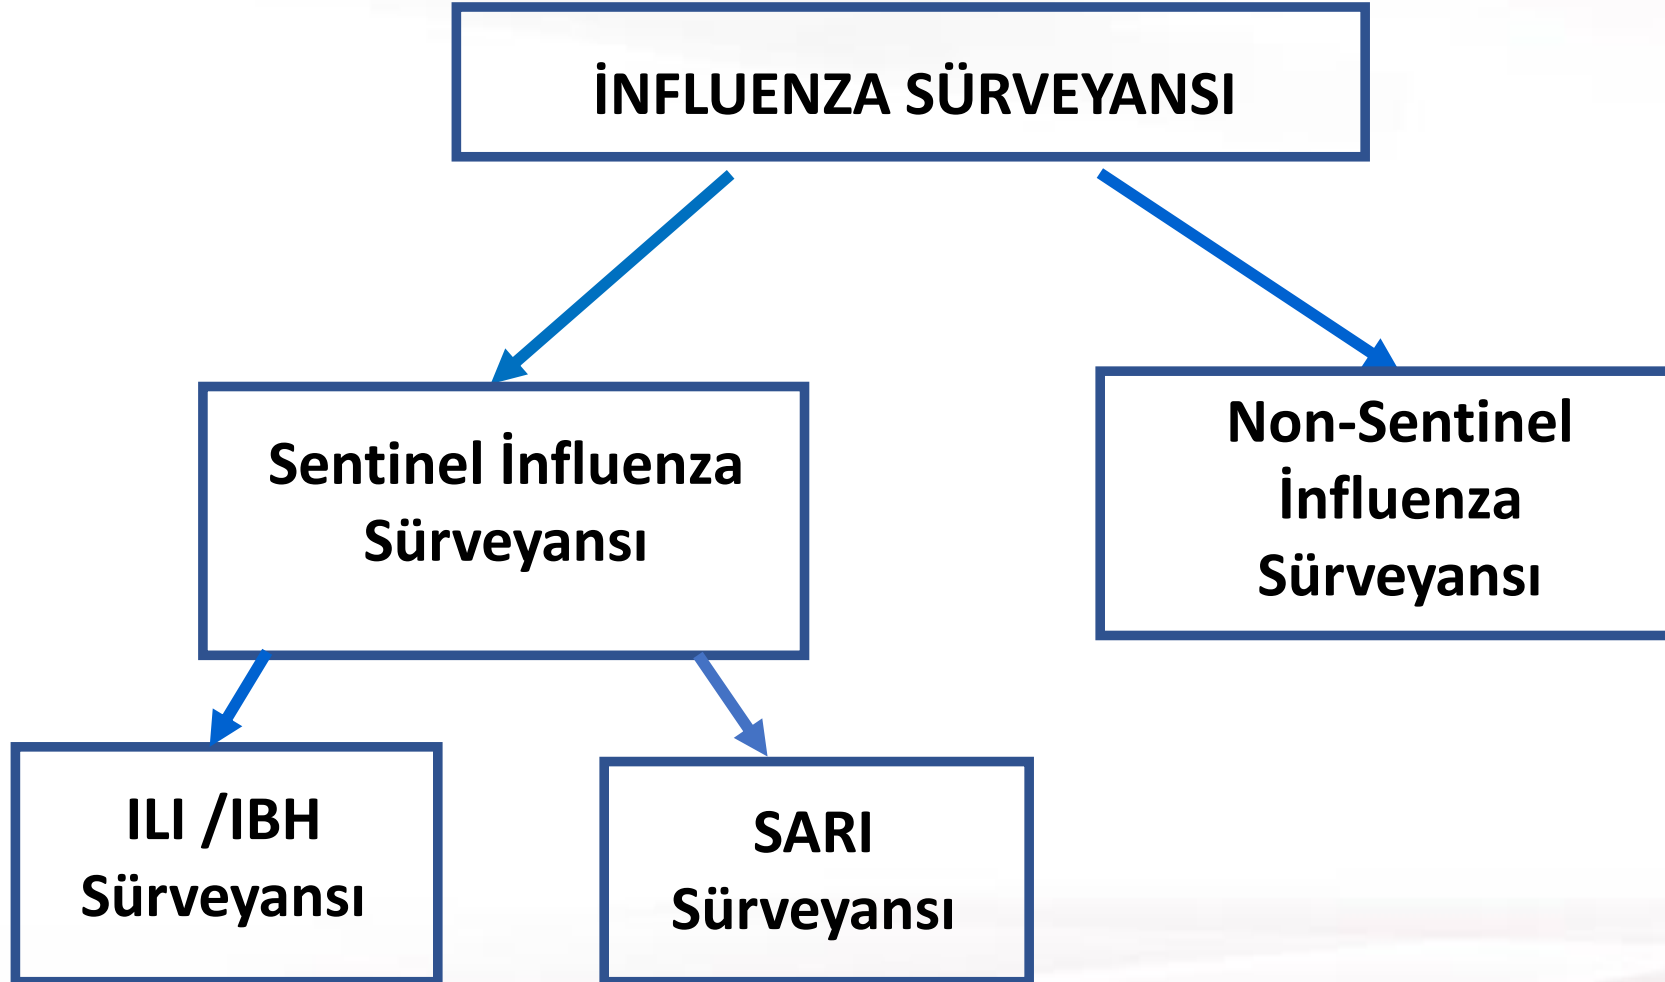 İNFLUENZA SÜRVEYANSI
Sentinel İnfluenza
Sürveyansı
Non-Sentinel
İnfluenza
Sürveyansı
ILI /IBH
Sürveyansı
SARI
Sürveyansı